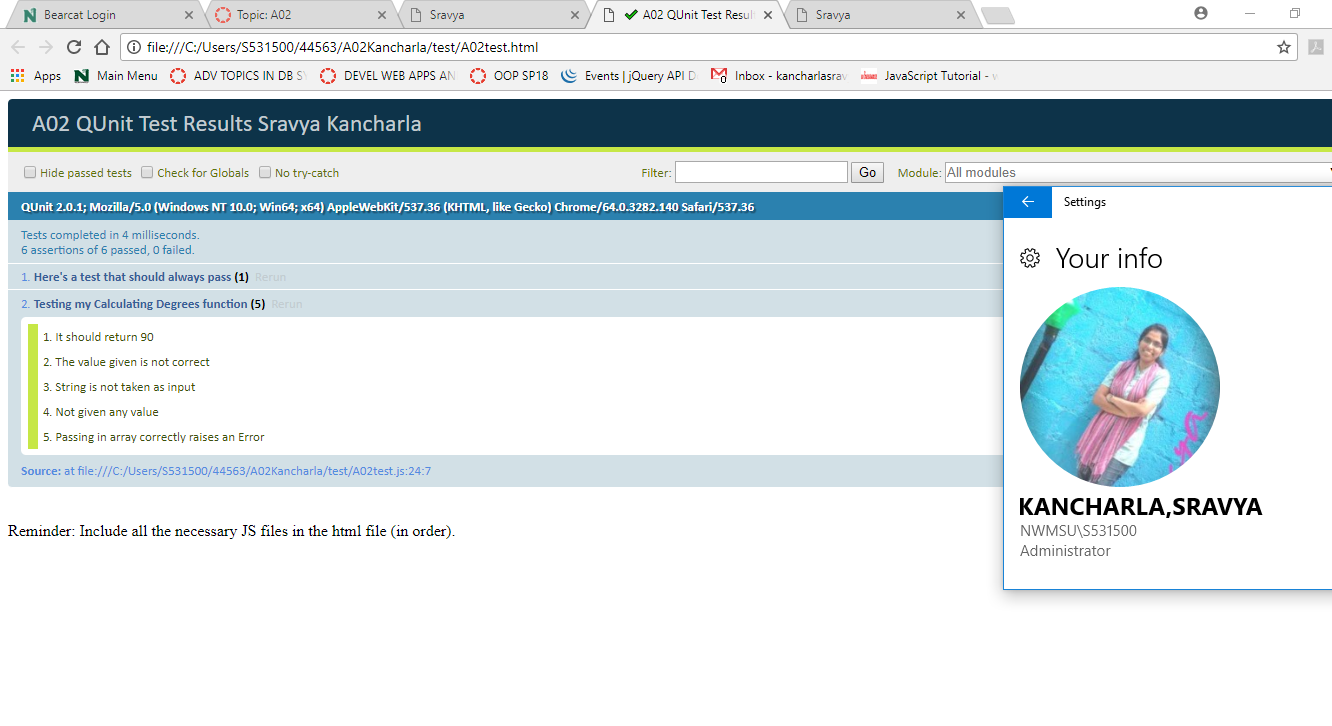 Bearcat Login
Topic: A02
Sravya
A02 QUnit Test Resul
Sravya
file:///C:/Users/S531500/44563/A02Kancharla/test/A02test.html
Apps
Main Menu
ADV TOPICS IN DB S
DEVEL WEB APPS AN
OOP SP18
Events | jQuery API D
Inbox - kancharlasrav
JavaScript Tutorial - w
A02 QUnit Test Results Sravya Kancharla
Hide passed tests Check for Globals No try-catch
Filter: Go Module: All modules
QUnit 2.0.1; Mozilla/5.0 (Windows NT 10.0; Win64; x64) AppleWebKit/537.36 (KHTML, like Gecko) Chrome/64.0.3282.140 Safari/537.36
Tests completed in 4 milliseconds.
6 assertions of 6 passed, 0 failed.
1. Here's a test that should always pass (1) Rerun
2. Testing my Calculating Degrees function (5) Rerun
1. It should return 90
2. The value given is not correct
3. String is not taken as input
4. Not given any value
5. Passing in array correctly raises an Error
Source: at file:///C:/Users/S531500/44563/A02Kancharla/test/A02test.js:24:7
Reminder: Include all the necessary JS files in the html file (in order).
Settings
Your info
KANCHARLA,SRAVYA
NWMSU\S531500
Administrator